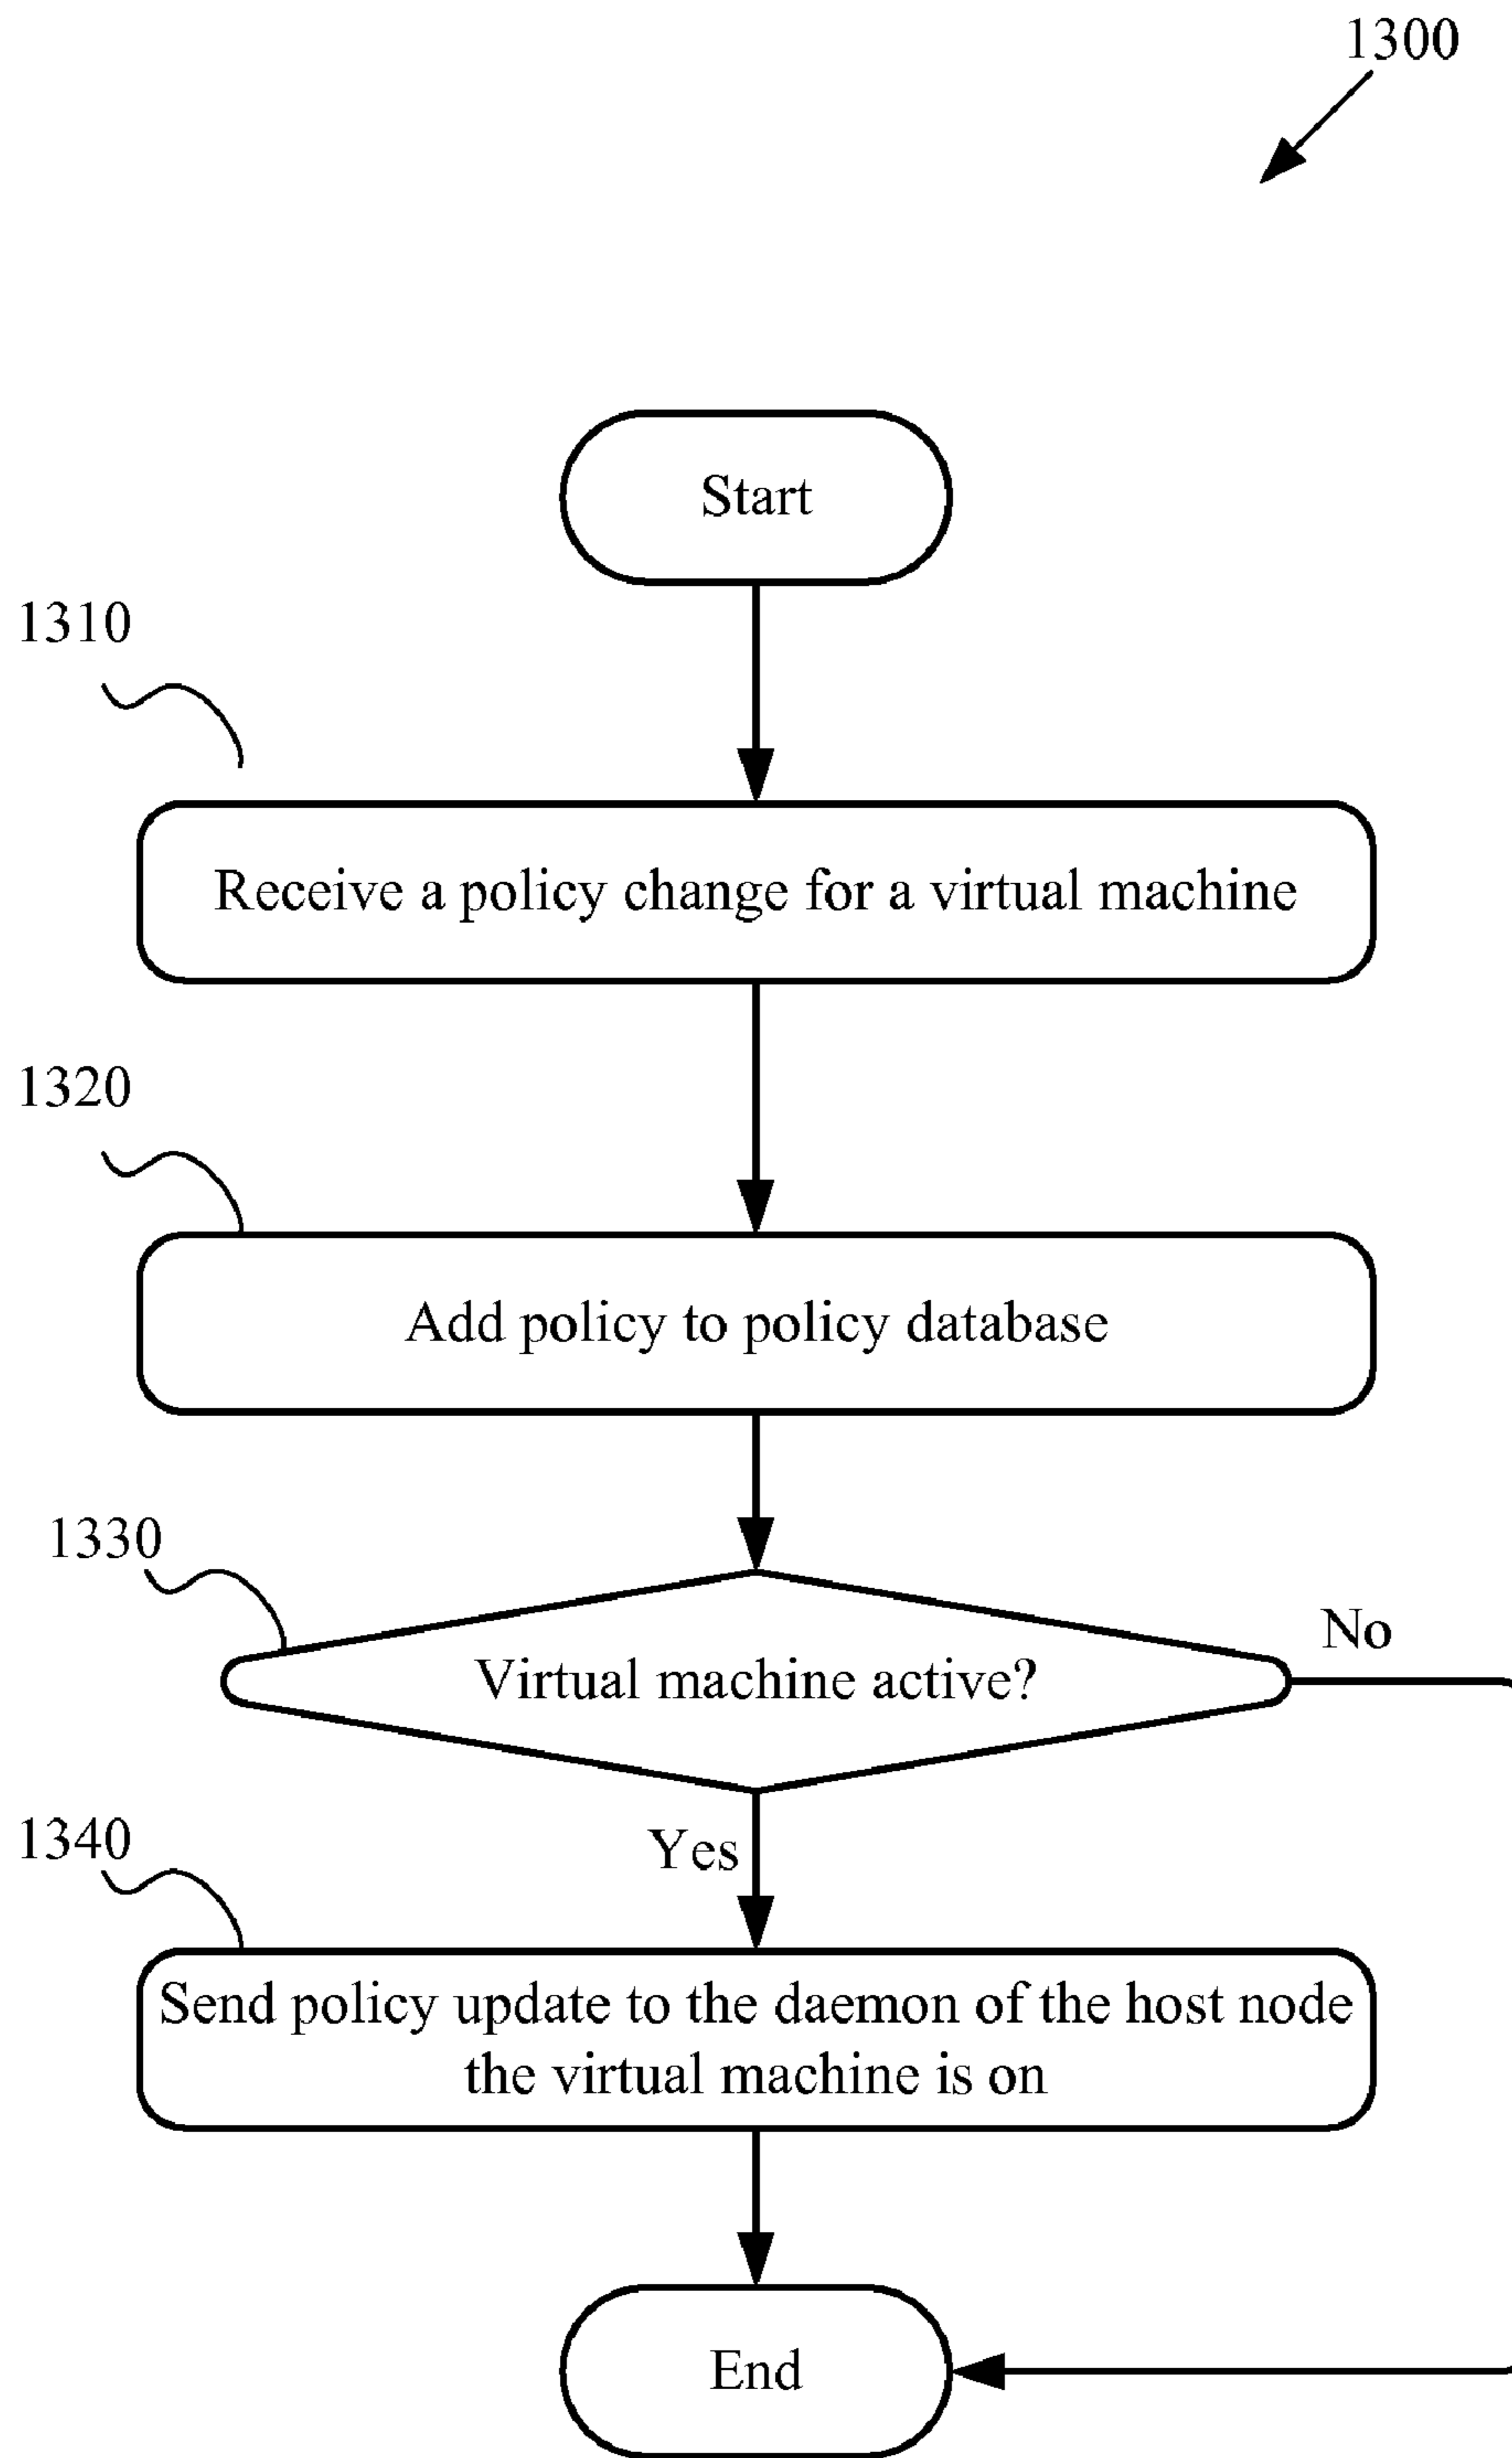 1300
Start
1310
Receive a policy change for a virtual machine
1320
Add policy to policy database
1330
Virtual machine active?
No
Yes
1340
Send policy update to the daemon of the host node
the virtual machine is on
End